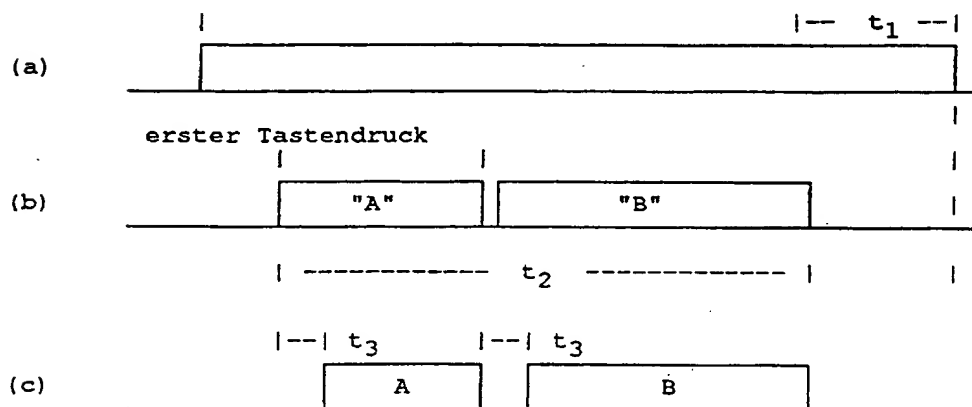 |-- t1 --|
(a)
erster Tastendruck
(b) "A" "B"
| ------------ t2 ------------ |
|--| t3 |--| t3
(c) A B